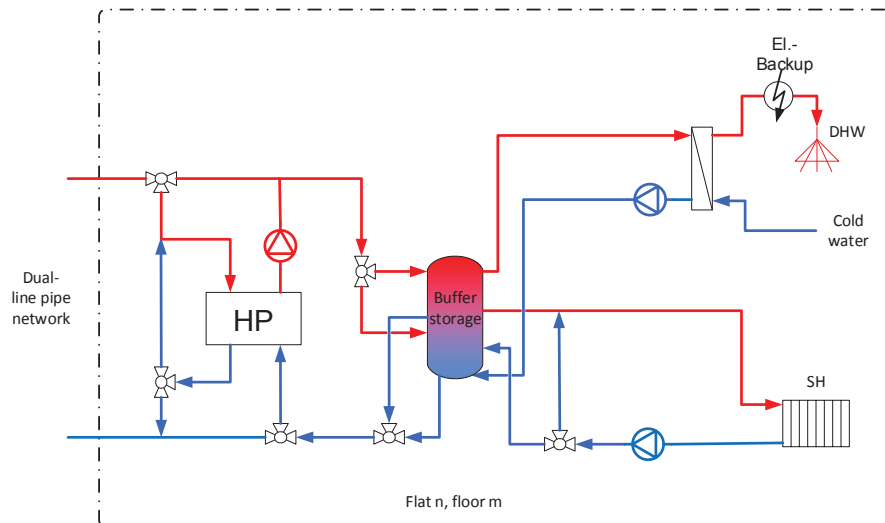 El.-
Backup
DHW
Cold
water
Dual-
line pipe
network
HP
Buffer
storage
SH
Flat n, floor m